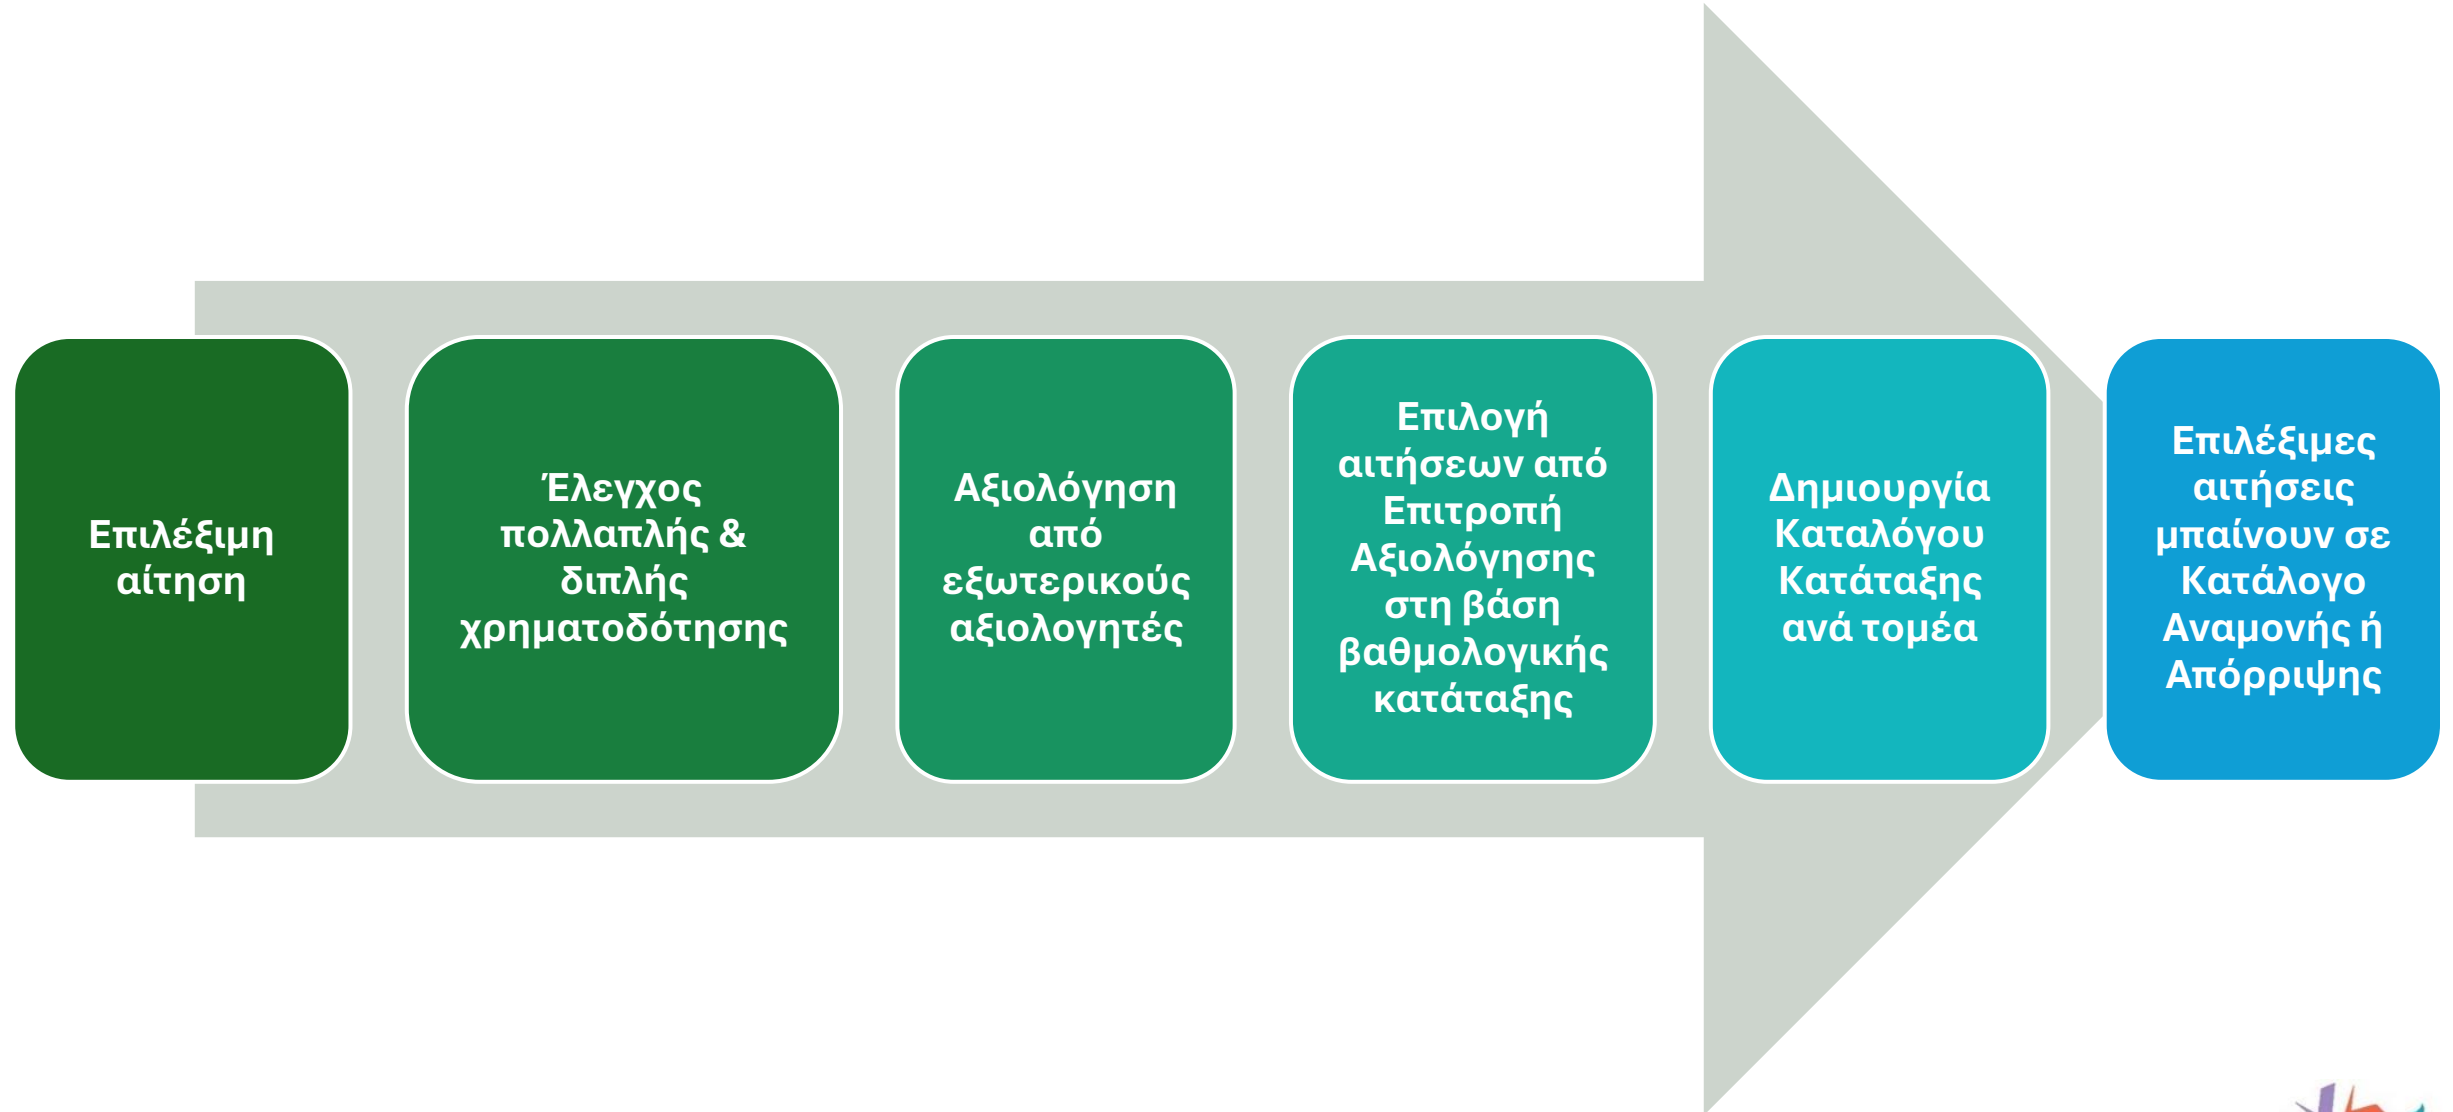 Επιλέξιμη
αίτηση
Έλεγχος
πολλαπλής &
διπλής
χρηματοδότησης
Αξιολόγηση
από
εξωτερικούς
αξιολογητές
Επιλογή
αιτήσεων από
Επιτροπή
Αξιολόγησης
στη βάση
βαθμολογικής
κατάταξης
Δημιουργία
Καταλόγου
Κατάταξης
ανά τομέα
Επιλέξιμες
αιτήσεις
μπαίνουν σε
Κατάλογο
Αναμονής ή
Απόρριψης